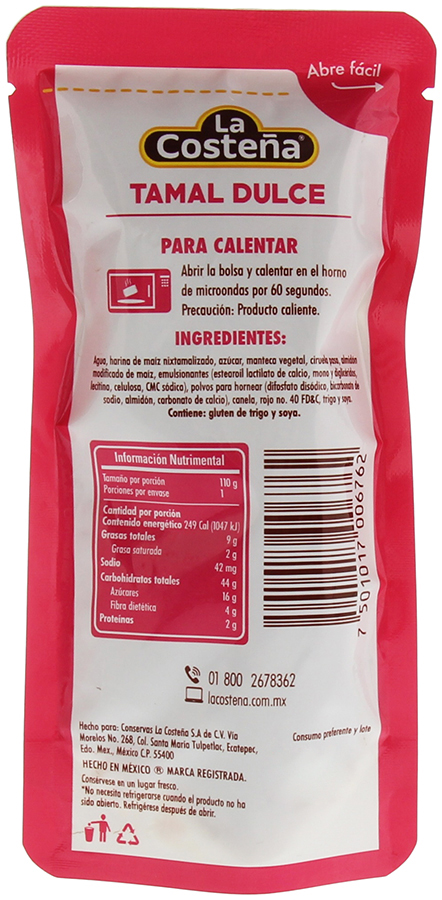 Abre fácil
La
Costeña®
TAMAL DULCE
PARA CALENTAR
Abrir la bolsa y calentar en el horno
de microondas por 60 segundos.
Precaución: Producto caliente.
INGREDIENTES:
Agua, harina de maíz nixtamalizado, azúcar, manteca vegetal, ciruela pasa, almidón
modificado de maíz, emulsionantes (estearoil lactilato de calcio, mono y diglicéridos,
lecitina, celulosa, CMC sódica), polvos para hornear (difosfato disódico, bicarbonato de
sodio, almidón, carbonato de calcio), canela, rojo no. 40 FD&C, trigo y soya.
Contiene: gluten de trigo y soya.
Información Nutrimental
Tamaño por porción 110 g
Porciones por envase 1
Cantidad por porción
Contenido energético 249 Cal (1047 kJ)
Grasas totales 9 g
Grasa saturada 2 g
Sodio 42 mg
Carbohidratos totales 44 g
Azúcares 16 g
Fibra dietética 4 g
Proteínas 2 g
7 501017 006762
01 800 2678362
lacostena.com.mx
Hecho para: Conservas La Costeña S.A de C.V. Vía
Morelos No. 268, Col. Santa María Tulpetlac, Ecatepec,
Edo. Mex., México C.P. 55400
Consumo preferente y lote
HECHO EN MÉXICO ® MARCA REGISTRADA.
Consérvese en un lugar fresco.
*No necesita refrigerarse cuando el producto no ha
sido abierto. Refrigérese después de abrir.